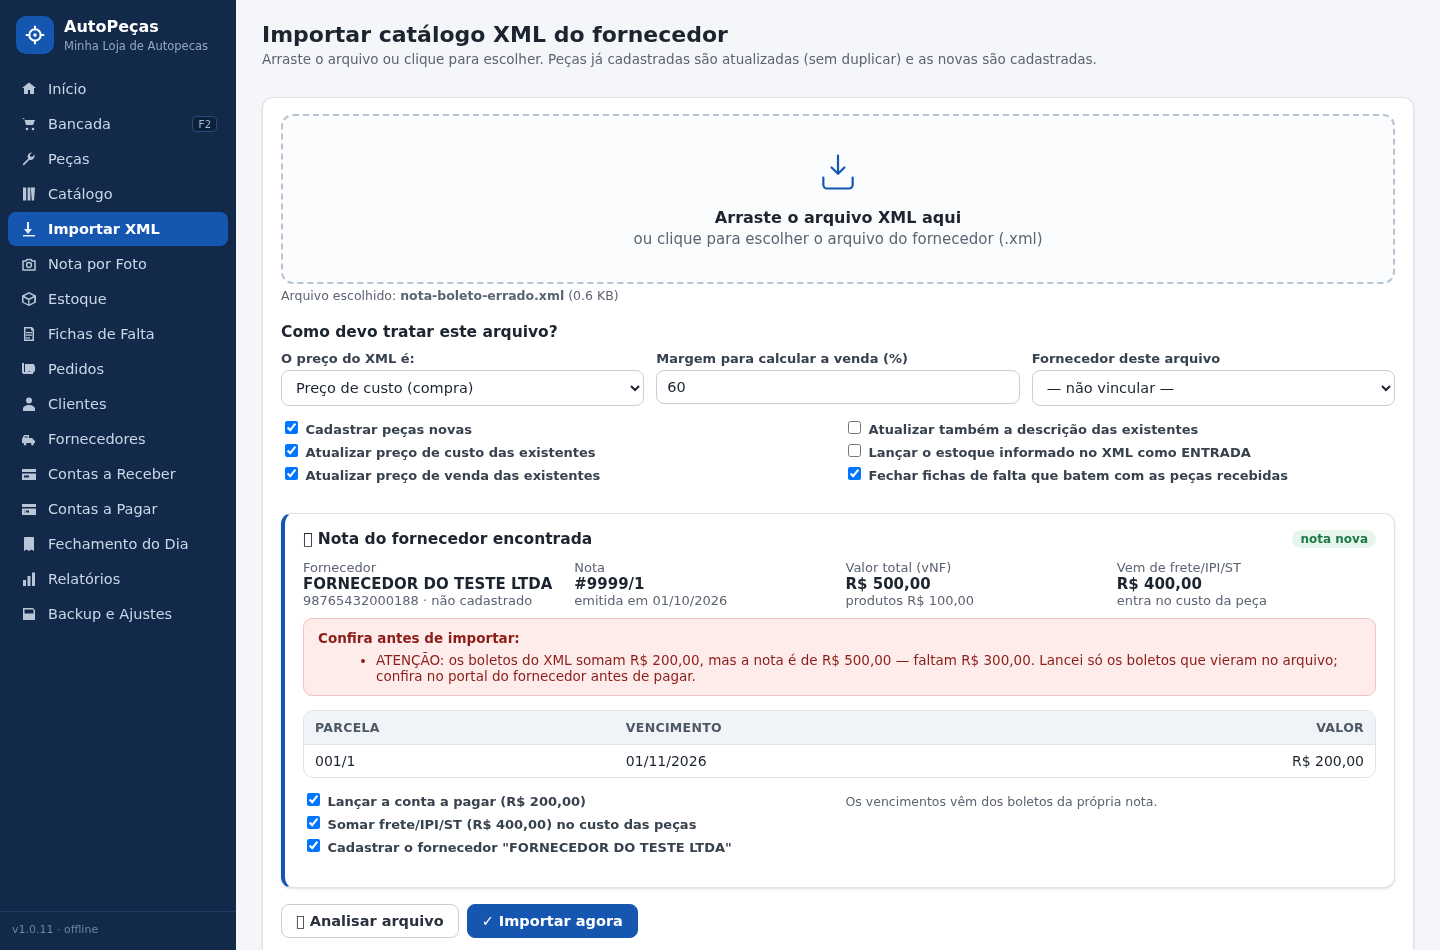 AutoPeças
Minha Loja de Autopecas
Início
Bancada F2
Peças
Catálogo
Importar XML
Nota por Foto
Estoque
Fichas de Falta
Pedidos
Clientes
Fornecedores
Contas a Receber
Contas a Pagar
Fechamento do Dia
Relatórios
Backup e Ajustes
v1.0.11 · offline
Importar catálogo XML do fornecedor
Arraste o arquivo ou clique para escolher. Peças já cadastradas são atualizadas (sem duplicar) e as novas são cadastradas.
Arraste o arquivo XML aqui
ou clique para escolher o arquivo do fornecedor (.xml)
Arquivo escolhido: nota-boleto-errado.xml (0.6 KB)
Como devo tratar este arquivo?
O preço do XML é: Margem para calcular a venda (%) Fornecedor deste arquivo
Preço de custo (compra) 60 — não vincular —
Cadastrar peças novas Atualizar também a descrição das existentes
Atualizar preço de custo das existentes Lançar o estoque informado no XML como ENTRADA
Atualizar preço de venda das existentes Fechar fichas de falta que batem com as peças recebidas
Nota do fornecedor encontrada nota nova
Fornecedor Nota Valor total (vNF) Vem de frete/IPI/ST
FORNECEDOR DO TESTE LTDA #9999/1 R$ 500,00 R$ 400,00
98765432000188 · não cadastrado emitida em 01/10/2026 produtos R$ 100,00 entra no custo da peça
Confira antes de importar:
• ATENÇÃO: os boletos do XML somam R$ 200,00, mas a nota é de R$ 500,00 — faltam R$ 300,00. Lancei só os boletos que vieram no arquivo;
confira no portal do fornecedor antes de pagar.
PARCELA VENCIMENTO VALOR
001/1 01/11/2026 R$ 200,00
Lançar a conta a pagar (R$ 200,00) Os vencimentos vêm dos boletos da própria nota.
Somar frete/IPI/ST (R$ 400,00) no custo das peças
Cadastrar o fornecedor "FORNECEDOR DO TESTE LTDA"
Analisar arquivo ✓ Importar agora